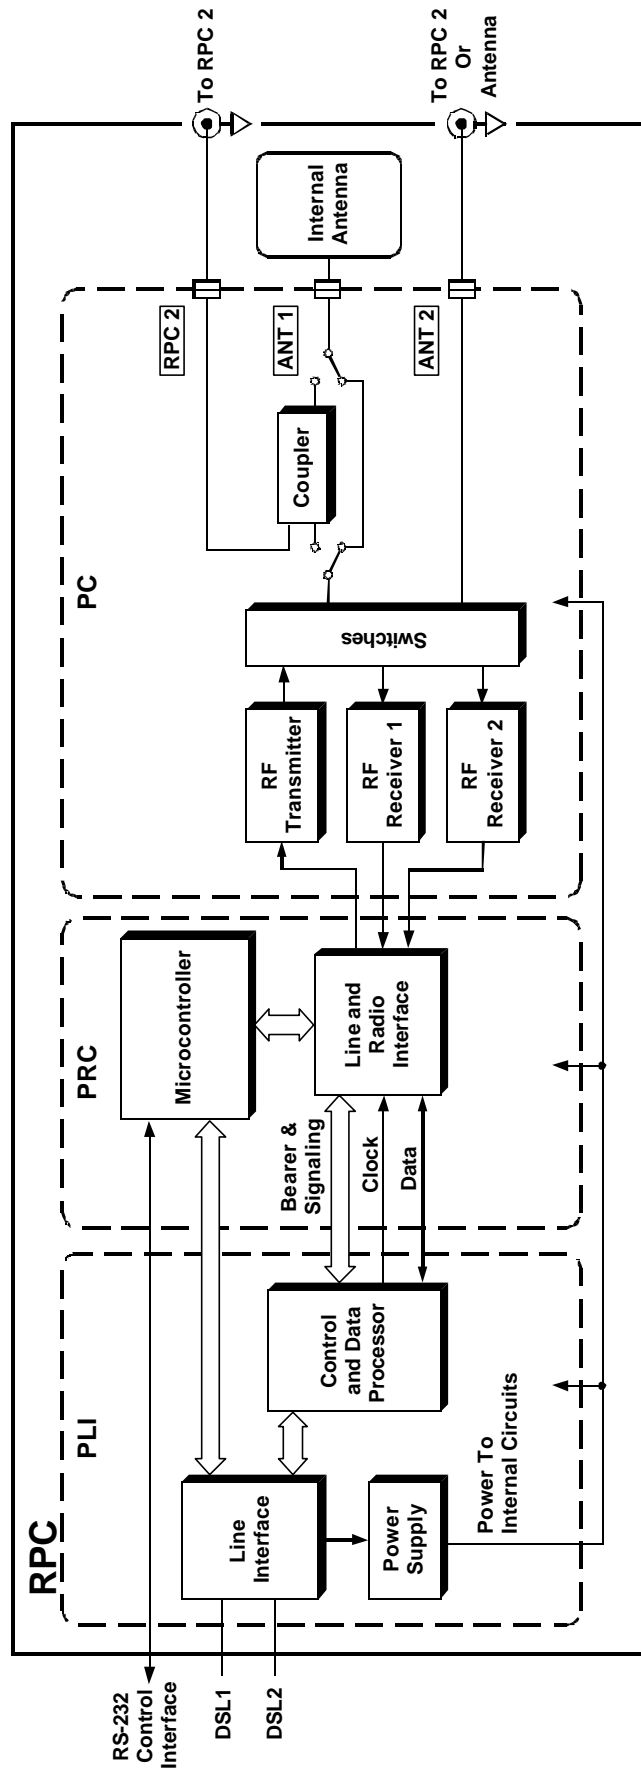 RPC
PLI
PRC
PC
RS-232
Control
Interface
DSL1
DSL2
Line
Interface
Power
Supply
Power To
Internal Circuits
Control
and Data
Processor
Bearer &
Signaling
Clock
Data
Microcontroller
Line and
Radio
Interface
RF
Transmitter
RF
Receiver 1
RF
Receiver 2
Switches
Coupler
RPC 2
ANT 1
ANT 2
Internal
Antenna
To RPC 2
To RPC 2
Or
Antenna